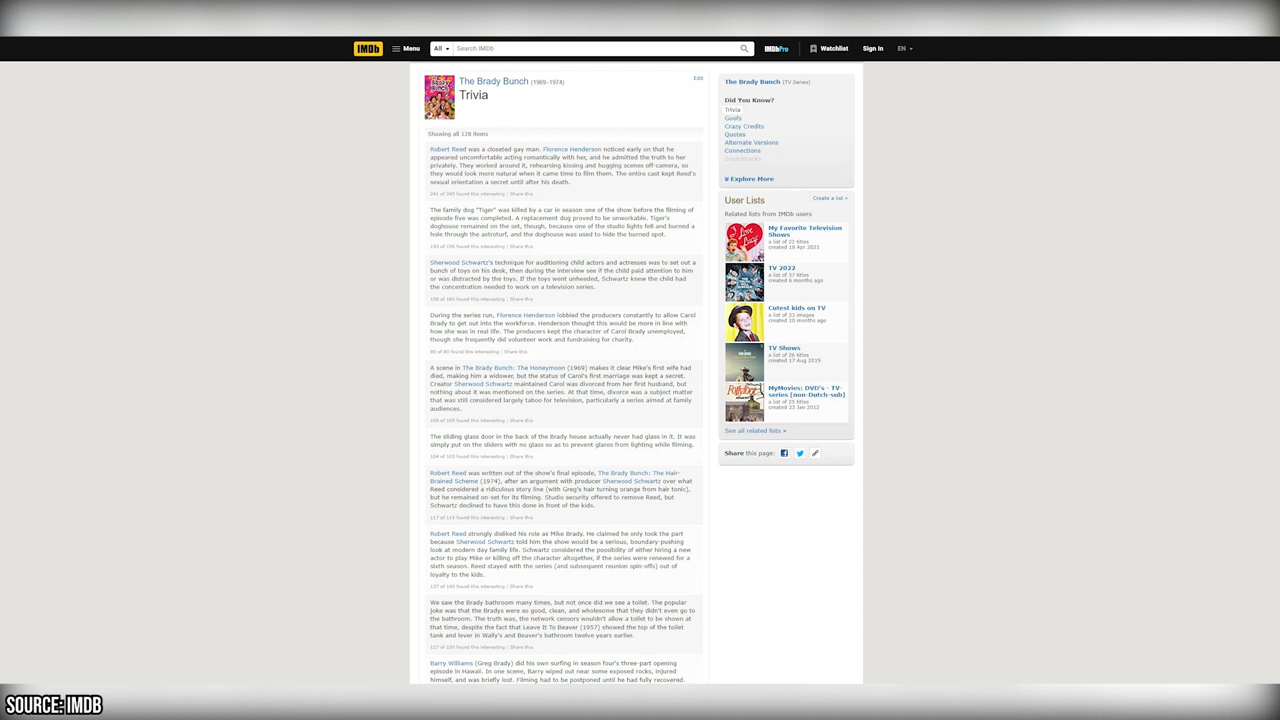 IMDb
Menu
All
Search IMDb
IMDbPro
Watchlist
Sign In
EN
The Brady Bunch (1969–1974)
Edit
Trivia
Showing all 128 items
Robert Reed was a closeted gay man. Florence Henderson noticed early on that he
appeared uncomfortable acting romantically with her, and he admitted the truth to her
privately. They worked around it, rehearsing kissing and hugging scenes off-camera, so
they would look more natural when it came time to film them. The entire cast kept Reed's
sexual orientation a secret until after his death.
241 of 245 found this interesting | Share this
The family dog "Tiger" was killed by a car in season one of the show before the filming of
episode five was completed. A replacement dog proved to be unworkable. Tiger's
doghouse remained on the set, though, because one of the studio lights fell and burned a
hole through the astroturf, and the doghouse was used to hide the burned spot.
193 of 196 found this interesting | Share this
Sherwood Schwartz's technique for auditioning child actors and actresses was to set out a
bunch of toys on his desk, then during the interview see if the child paid attention to him
or was distracted by the toys. If the toys went unheeded, Schwartz knew the child had
the concentration needed to work on a television series.
158 of 160 found this interesting | Share this
During the series run, Florence Henderson lobbied the producers constantly to allow Carol
Brady to get out into the workforce. Henderson thought this would be more in line with
how she was in real life. The producers kept the character of Carol Brady unemployed,
though she frequently did volunteer work and fundraising for charity.
80 of 80 found this interesting | Share this
A scene in The Brady Bunch: The Honeymoon (1969) makes it clear Mike's first wife had
died, making him a widower, but the status of Carol's first marriage was kept a secret.
Creator Sherwood Schwartz maintained Carol was divorced from her first husband, but
nothing about it was mentioned on the series. At that time, divorce was a subject matter
that was still considered largely taboo for television, particularly a series aimed at family
audiences.
108 of 109 found this interesting | Share this
The sliding glass door in the back of the Brady house actually never had glass in it. It was
simply put on the sliders with no glass so as to prevent glares from lighting while filming.
104 of 105 found this interesting | Share this
Robert Reed was written out of the show's final episode, The Brady Bunch: The Hair-
Brained Scheme (1974), after an argument with producer Sherwood Schwartz over what
Reed considered a ridiculous story line (with Greg's hair turning orange from hair tonic),
but he remained on-set for its filming. Studio security offered to remove Reed, but
Schwartz declined to have this done in front of the kids.
117 of 119 found this interesting | Share this
Robert Reed strongly disliked his role as Mike Brady. He claimed he only took the part
because Sherwood Schwartz told him the show would be a serious, boundary-pushing
look at modern day family life. Schwartz considered the possibility of either hiring a new
actor to play Mike or killing off the character altogether, if the series were renewed for a
sixth season. Reed stayed with the series (and subsequent reunion spin-offs) out of
loyalty to the kids.
137 of 140 found this interesting | Share this
We saw the Brady bathroom many times, but not once did we see a toilet. The popular
joke was that the Bradys were so good, clean, and wholesome that they didn't even go to
the bathroom. The truth was, the network censors wouldn't allow a toilet to be shown at
that time, despite the fact that Leave It To Beaver (1957) showed the top of the toilet
tank and lever in Wally's and Beaver's bathroom twelve years earlier.
127 of 130 found this interesting | Share this
Barry Williams (Greg Brady) did his own surfing in season four's three-part opening
episode in Hawaii. In one scene, Barry wiped out near some exposed rocks, injured
himself, and was briefly lost. Filming had to be postponed until he had fully recovered.
The Brady Bunch (TV Series)
Did You Know?
Trivia
Goofs
Crazy Credits
Quotes
Alternate Versions
Connections
Soundtracks
Explore More
User Lists
Create a list »
Related lists from IMDb users
My Favorite Television
Shows
a list of 22 titles
created 18 Apr 2021
TV 2022
a list of 37 titles
created 6 months ago
Cutest kids on TV
a list of 33 images
created 10 months ago
TV Shows
a list of 26 titles
created 17 Aug 2019
MyMovies: DVD's - TV-
series [non-Dutch-sub]
a list of 25 titles
created 23 Jan 2012
See all related lists »
Share this page:
SOURCE: IMDB